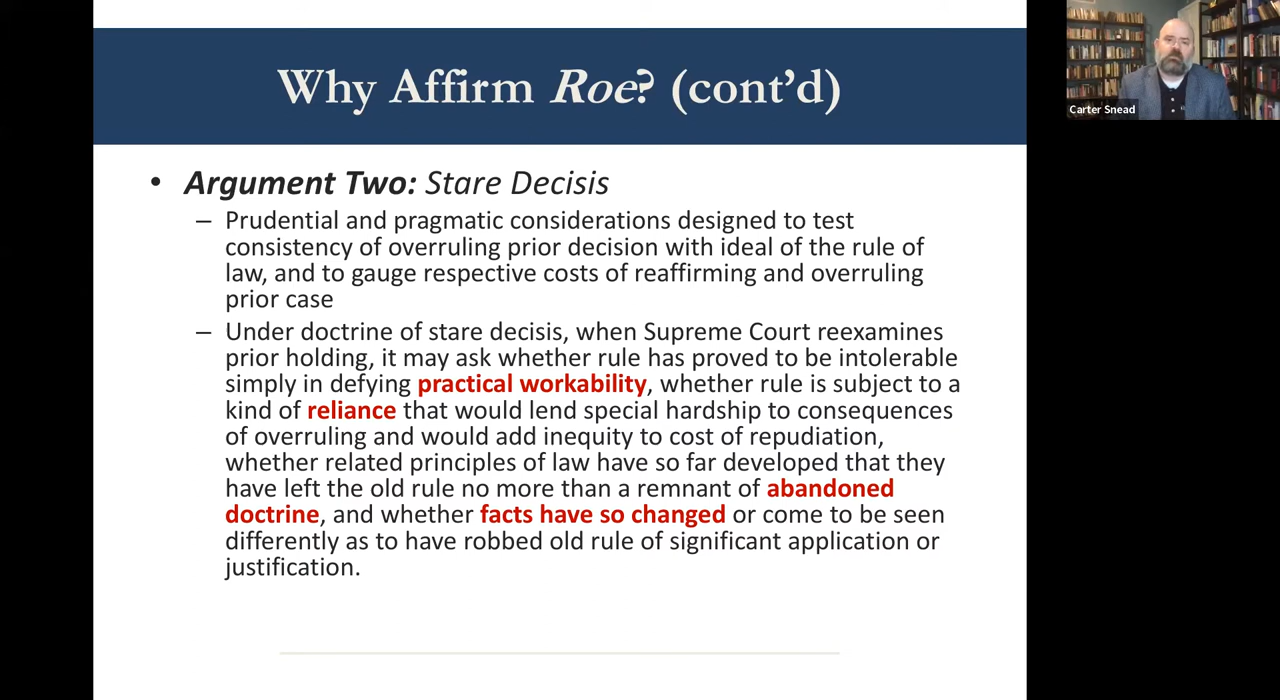 Why Affirm Roe? (cont’d)
Carter Snead
• Argument Two: Stare Decisis
– Prudential and pragmatic considerations designed to test
consistency of overruling prior decision with ideal of the rule of
law, and to gauge respective costs of reaffirming and overruling
prior case
– Under doctrine of stare decisis, when Supreme Court reexamines
prior holding, it may ask whether rule has proved to be intolerable
simply in defying practical workability, whether rule is subject to a
kind of reliance that would lend special hardship to consequences
of overruling and would add inequity to cost of repudiation,
whether related principles of law have so far developed that they
have left the old rule no more than a remnant of abandoned
doctrine, and whether facts have so changed or come to be seen
differently as to have robbed old rule of significant application or
justification.